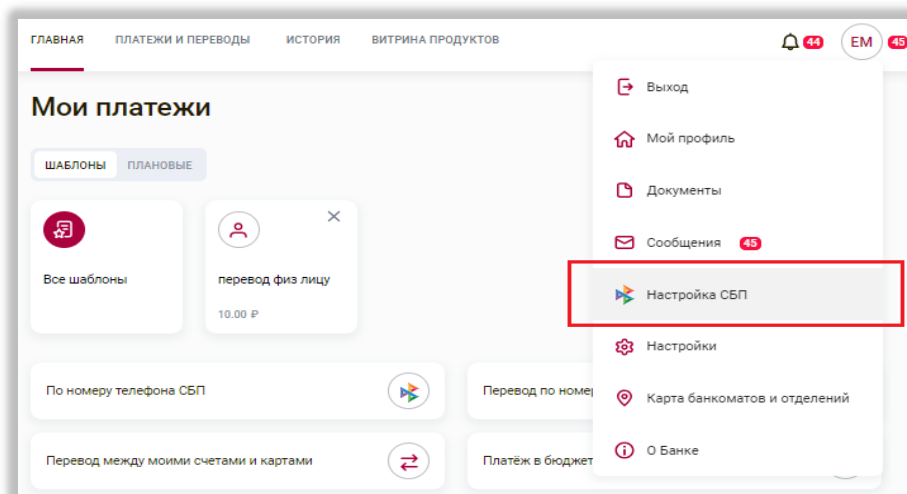 ГЛАВНАЯ ПЛАТЕЖИ И ПЕРЕВОДЫ ИСТОРИЯ ВИТРИНА ПРОДУКТОВ 44 ЕМ 45
Мои платежи
ШАБЛОНЫ ПЛАНОВЫЕ
Все шаблоны
перевод физ лицу
10.00 ₽
По номеру телефона СБП
Перевод по номе
Перевод между моими счетами и картами
Платёж в бюджет
Выход
Мой профиль
Документы
Сообщения 45
Настройка СБП
Настройки
Карта банкоматов и отделений
О Банке